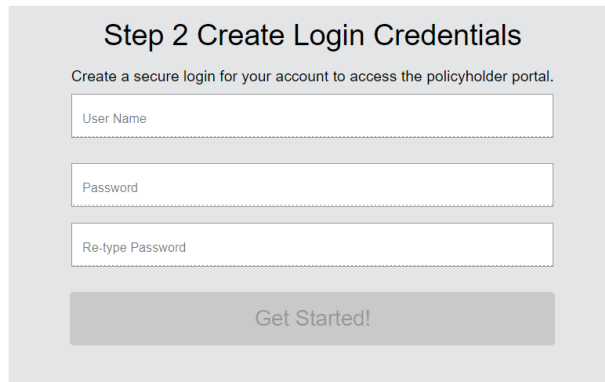 Step 2 Create Login Credentials
Create a secure login for your account to access the policyholder portal.
User Name
Password
Re-type Password
Get Started!